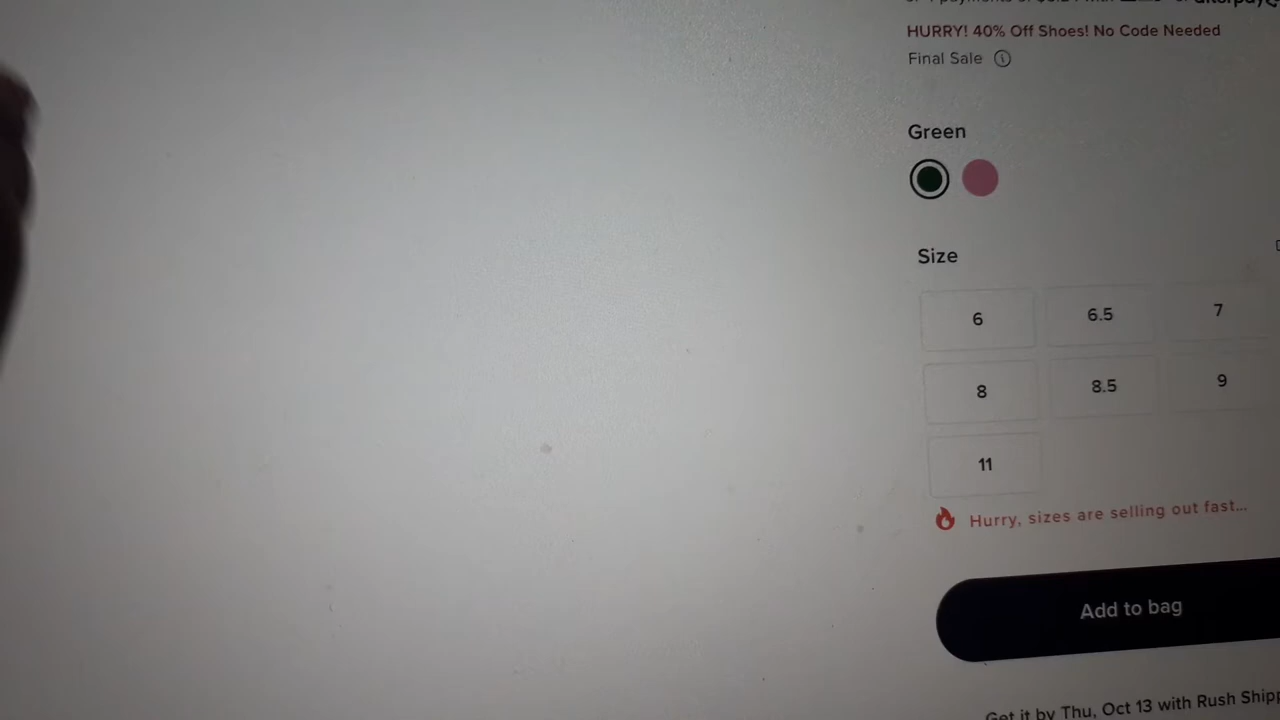 HURRY! 40% Off Shoes! No Code Needed
Final Sale
Green
Size
6 6.5 7
8 8.5 9
11
Hurry, sizes are selling out fast...
Add to bag
Get it by Thu, Oct 13 with Rush